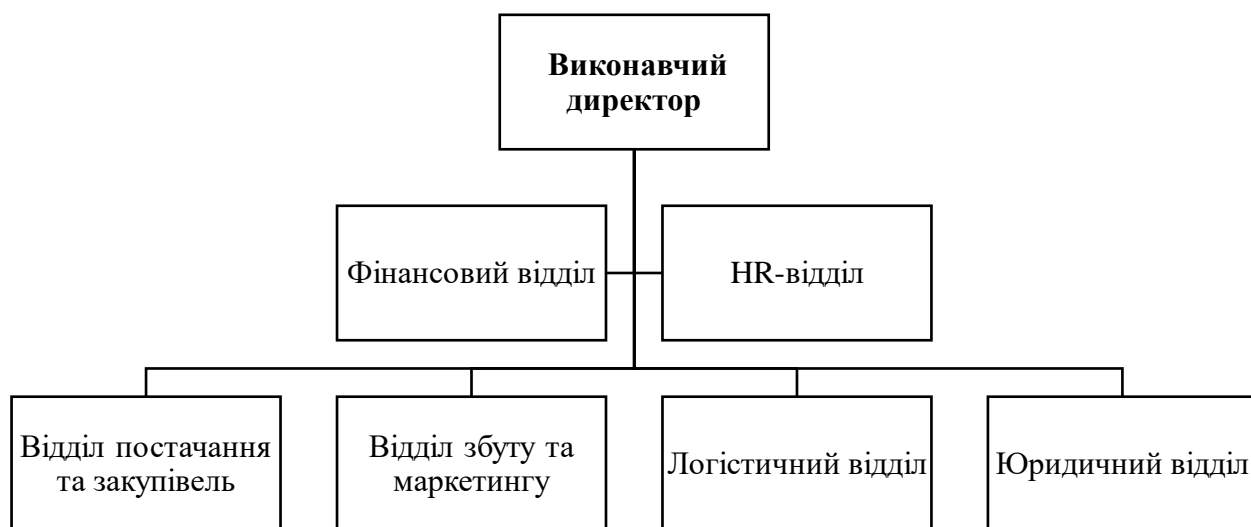 Виконавчий
директор
Фінансовий відділ
HR-відділ
Відділ постачання
та закупівель
Відділ збуту та
маркетингу
Логістичний відділ
Юридичний відділ